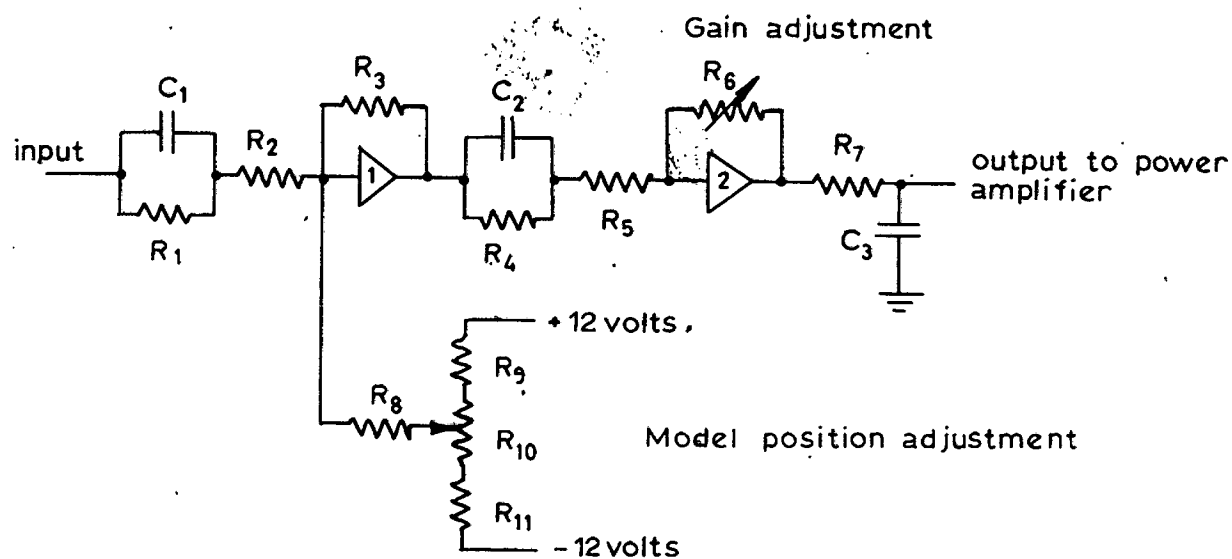 Gain adjustment
R3
R6
C1
C2
input
R2
R7
output to power
amplifier
1
2
R1
R4
R5
C3
+12 volts.
R9
R8
R10
Model position adjustment
R11
-12 volts